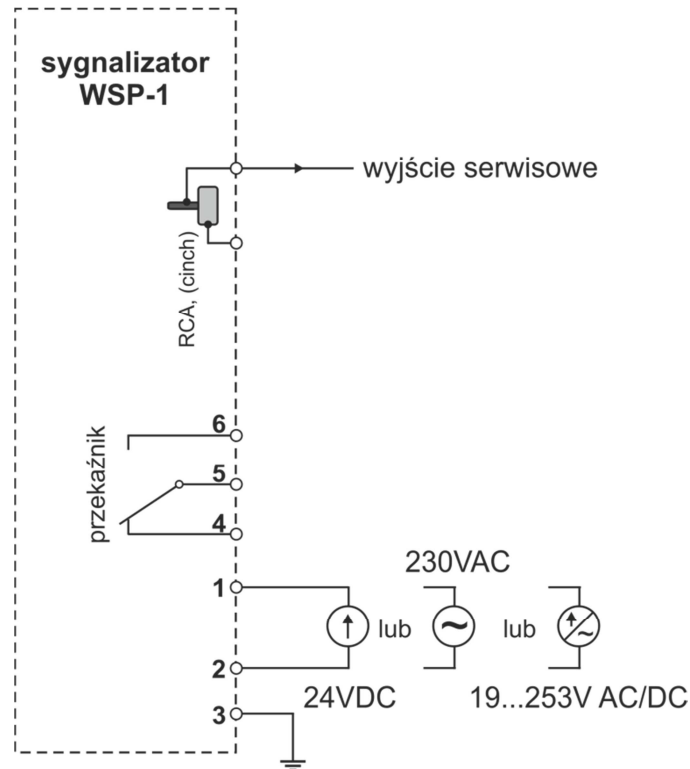 sygnalizator
WSP-1
wyjście serwisowe
RCA, (cinch)
przekaźnik
6
5
4
1
2
3
230VAC
lub
lub
24VDC
19...253V AC/DC